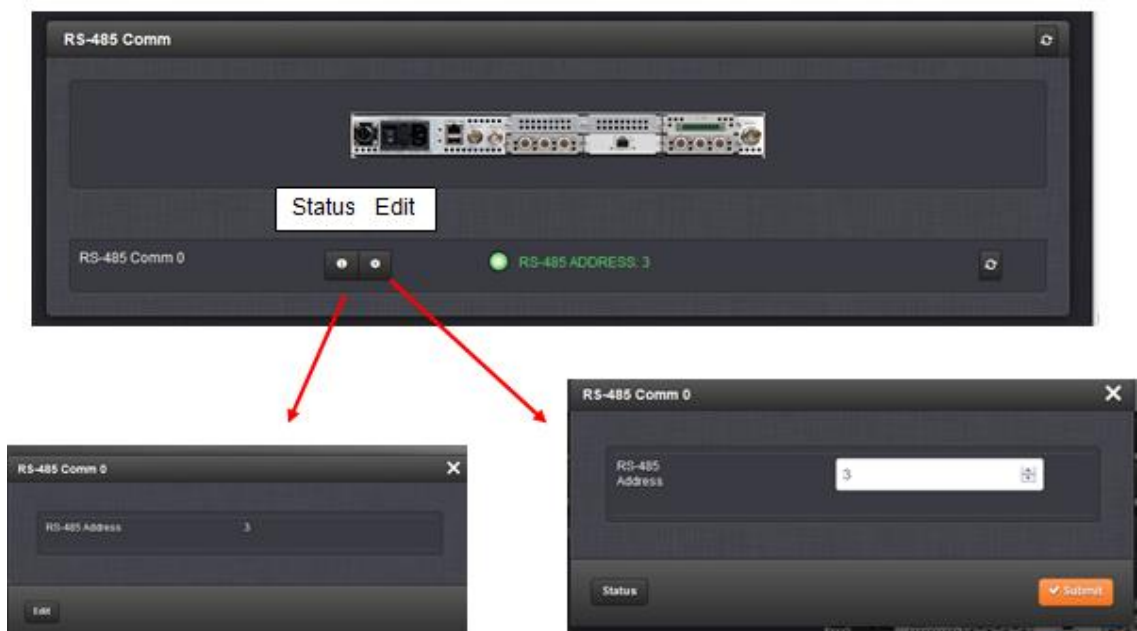 RS-485 Comm
Status Edit
RS-485 Comm 0
RS-485 ADDRESS: 3
RS-485 Comm 0
RS-485 Address 3
Edit
RS-485 Comm 0
RS-485
Address
3
Status
Submit